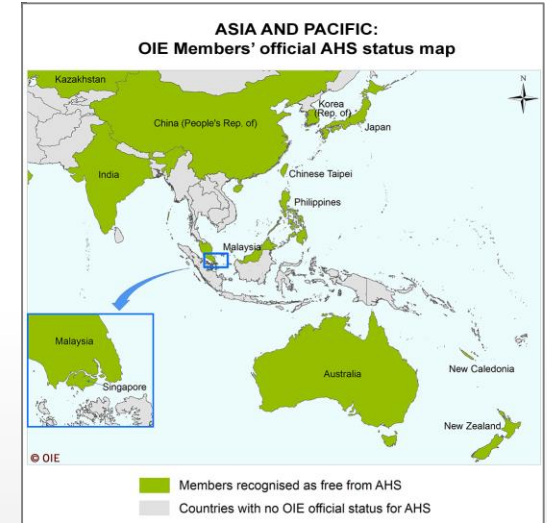 ASIA AND PACIFIC:
OIE Members' official AHS status map
N
Kazakhstan
Korea
(Rep. of)
China (People's Rep. of)
Japan
India
Chinese Taipei
Philippines
Malaysia
Malaysia
Singapore
Australia
New Caledonia
New Zealand
© OIE
Members recognised as free from AHS
Countries with no OIE official status for AHS